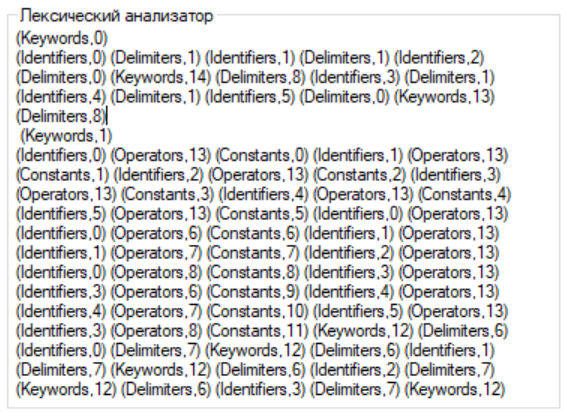 Лексический анализатор
(Keywords,0)
(Identifiers,0) (Delimiters,1) (Identifiers,1) (Delimiters,1) (Identifiers,2)
(Delimiters,0) (Keywords,14) (Delimiters,8) (Identifiers,3) (Delimiters,1)
(Identifiers,4) (Delimiters,1) (Identifiers,5) (Delimiters,0) (Keywords,13)
(Delimiters,8)
(Keywords,1)
(Identifiers,0) (Operators,13) (Constants,0) (Identifiers,1) (Operators,13)
(Constants,1) (Identifiers,2) (Operators,13) (Constants,2) (Identifiers,3)
(Operators,13) (Constants,3) (Identifiers,4) (Operators,13) (Constants,4)
(Identifiers,5) (Operators,13) (Constants,5) (Identifiers,0) (Operators,13)
(Identifiers,0) (Operators,6) (Constants,6) (Identifiers,1) (Operators,13)
(Identifiers,1) (Operators,7) (Constants,7) (Identifiers,2) (Operators,13)
(Identifiers,0) (Operators,8) (Constants,8) (Identifiers,3) (Operators,13)
(Identifiers,3) (Operators,6) (Constants,9) (Identifiers,4) (Operators,13)
(Identifiers,4) (Operators,7) (Constants,10) (Identifiers,5) (Operators,13)
(Identifiers,3) (Operators,8) (Constants,11) (Keywords,12) (Delimiters,6)
(Identifiers,0) (Delimiters,7) (Keywords,12) (Delimiters,6) (Identifiers,1)
(Delimiters,7) (Keywords,12) (Delimiters,6) (Identifiers,2) (Delimiters,7)
(Keywords,12) (Delimiters,6) (Identifiers,3) (Delimiters,7) (Keywords,12)